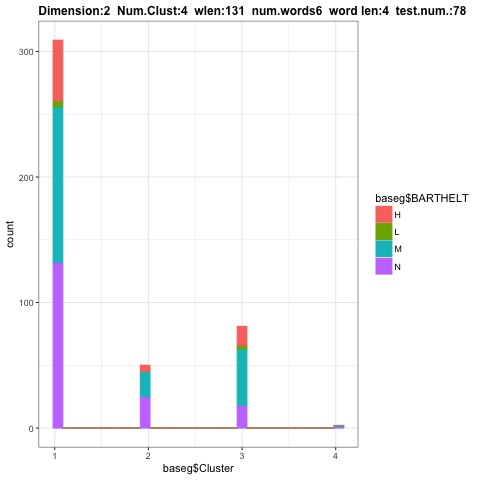 Dimension:2 Num.Clust:4 wlen:131 num.words6 word len:4 test.num.:78
300
200
100
0
count
1 2 3 4
baseg$Cluster
baseg$BARTHELT
H
L
M
N